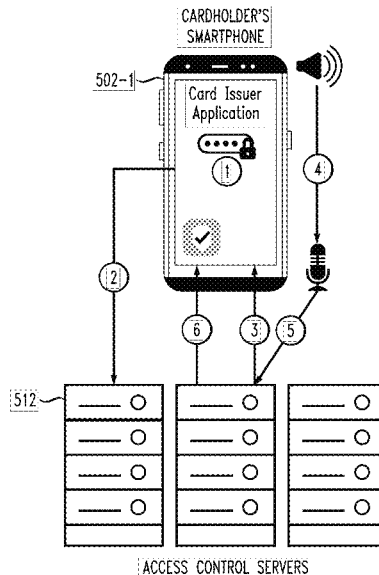 CARDHOLDER'S
SMARTPHONE
502-1
Card Issuer
Application
1
4
2
6
3
5
512
ACCESS CONTROL SERVERS